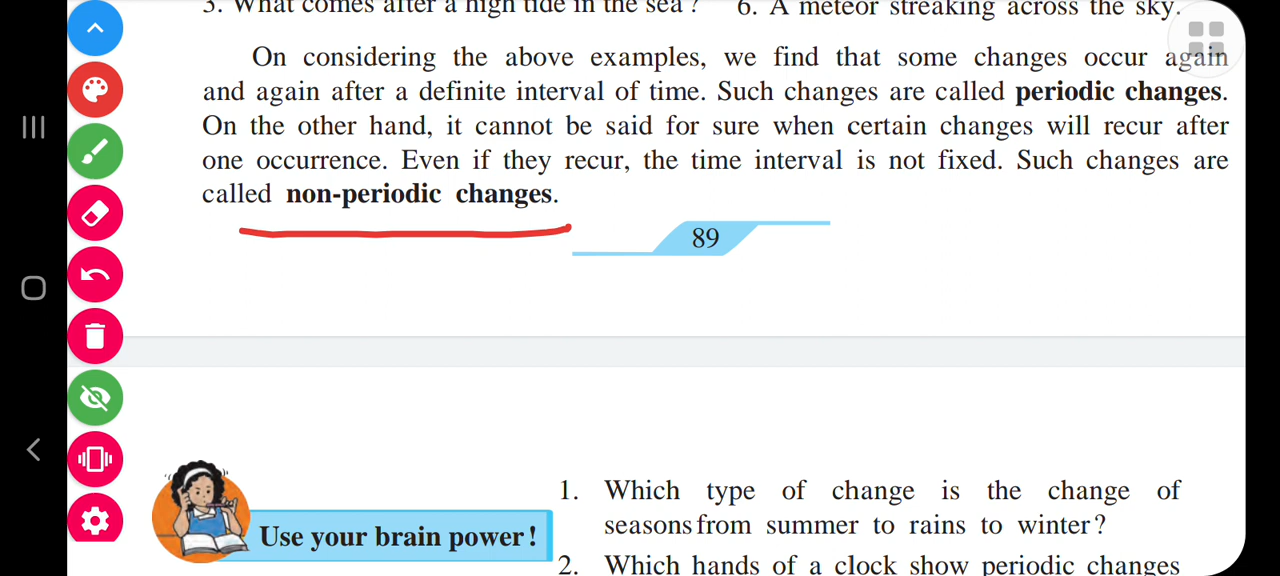 3. What comes after a high tide in the sea ? 6. A meteor streaking across the sky.
On considering the above examples, we find that some changes occur again
and again after a definite interval of time. Such changes are called periodic changes.
On the other hand, it cannot be said for sure when certain changes will recur after
one occurrence. Even if they recur, the time interval is not fixed. Such changes are
called non-periodic changes.
89
Use your brain power !
1. Which type of change is the change of
seasons from summer to rains to winter ?
2. Which hands of a clock show periodic changes